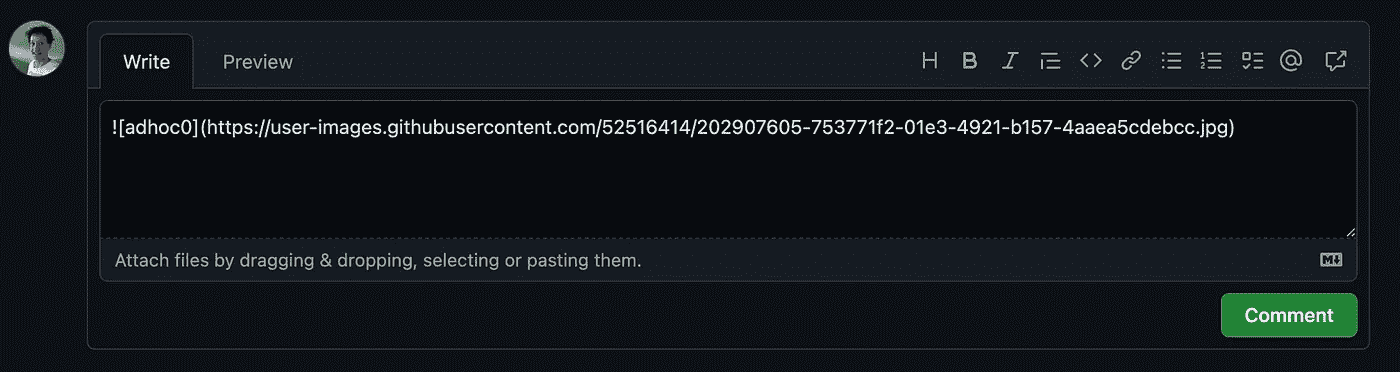 Write Preview
![adhoc0](https://user-images.githubusercontent.com/52516414/202907605-753771f2-01e3-4921-b157-4aaea5cdebcc.jpg)
Attach files by dragging & dropping, selecting or pasting them.
Comment